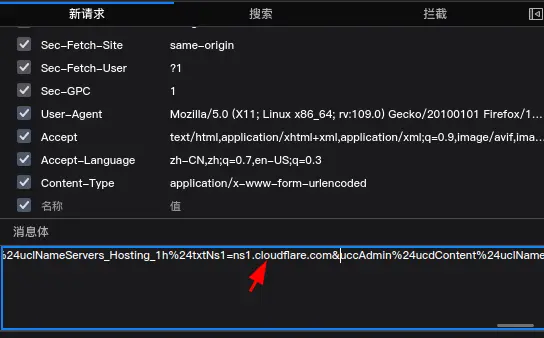 新请求 搜索 拦截
Sec-Fetch-Site same-origin
Sec-Fetch-User ?1
Sec-GPC 1
User-Agent Mozilla/5.0 (X11; Linux x86_64; rv:109.0) Gecko/20100101 Firefox/1…
Accept text/html,application/xhtml+xml,application/xml;q=0.9,image/avif,ima…
Accept-Language zh-CN,zh;q=0.7,en-US;q=0.3
Content-Type application/x-www-form-urlencoded
名称 值
消息体
%24uclNameServers_Hosting_1h%24txtNs1=ns1.cloudflare.com&uccAdmin%24ucdContent%24uclName